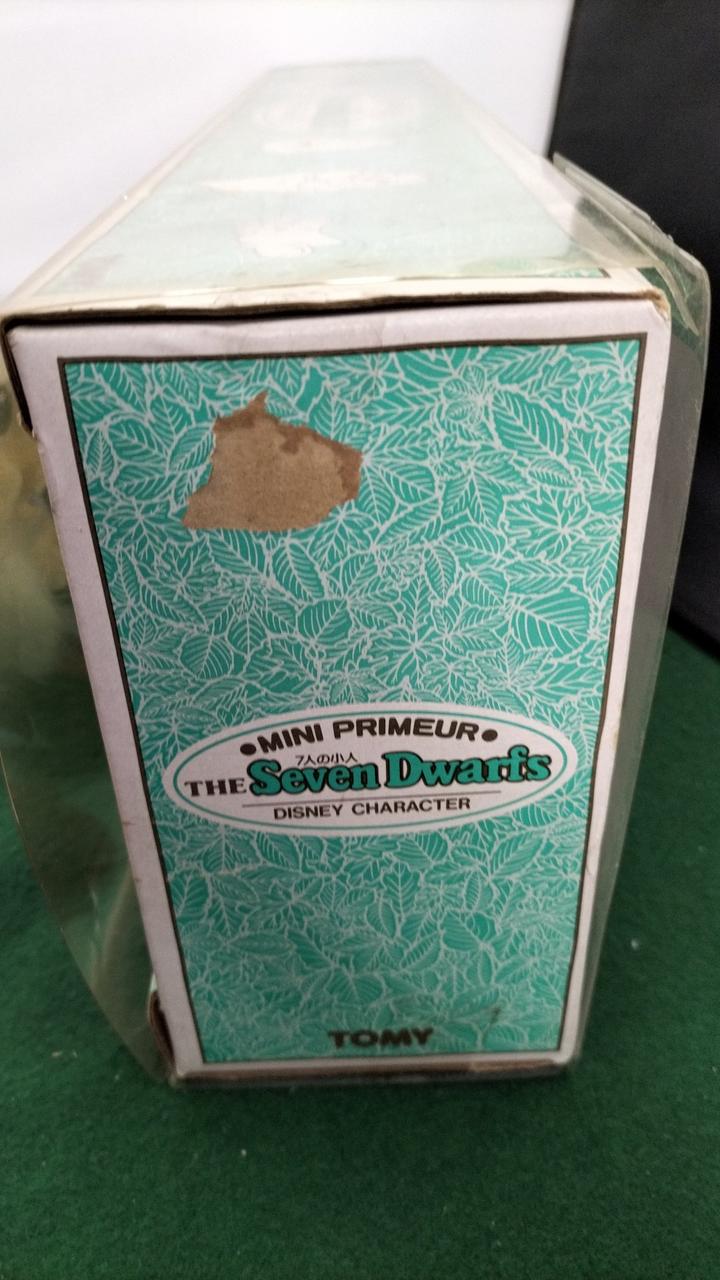 ●MINI PRIMEUR●
7人の小人
THE Seven Dwarfs
DISNEY CHARACTER
TOMY